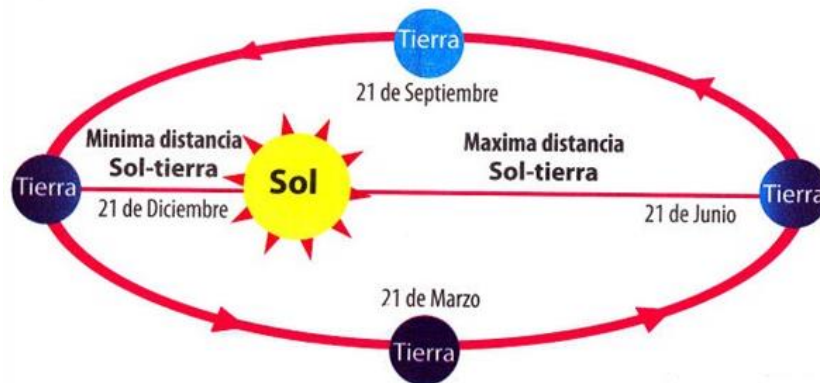 Tierra
21 de Septiembre
Minima distancia
Sol-tierra
Maxima distancia
Sol-tierra
Tierra
Sol
Tierra
21 de Diciembre
21 de Junio
21 de Marzo
Tierra